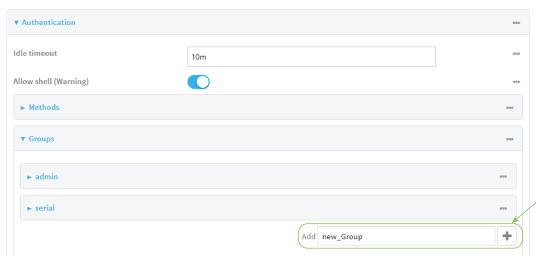 Authentication
Idle timeout
10m
Allow shell (Warning)
Methods
Groups
admin
serial
Add new_Group